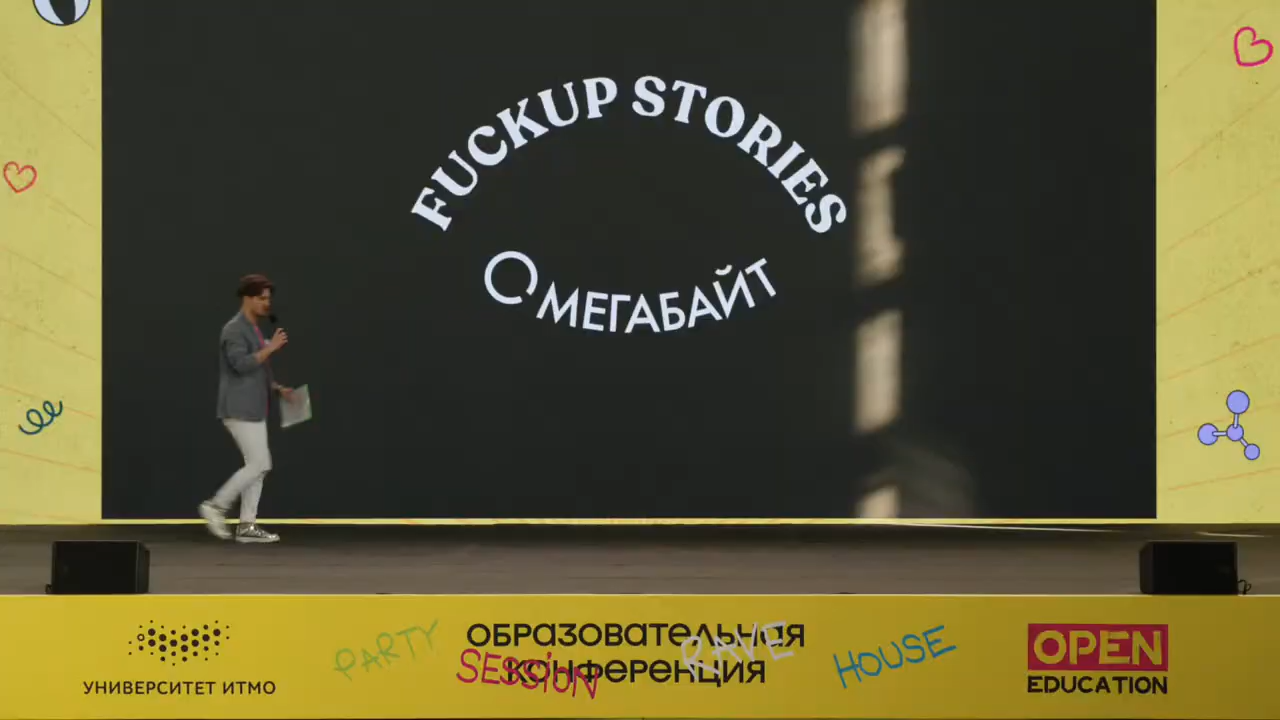 FUCKUP STORIES
МЕГАБАЙТ
УНИВЕРСИТЕТ ИТМО
PARTY
ОБРАЗОВАТЕЛЬНАЯ
КОНФЕРЕНЦИЯ
SESSION
RAVE
HOUSE
OPEN
EDUCATION